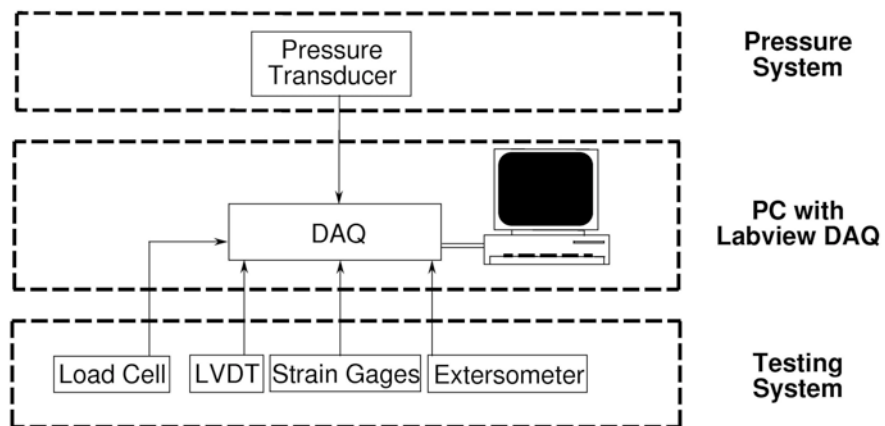 Pressure
Transducer
Pressure
System
DAQ
PC with
Labview DAQ
Load Cell
LVDT
Strain Gages
Extersometer
Testing
System